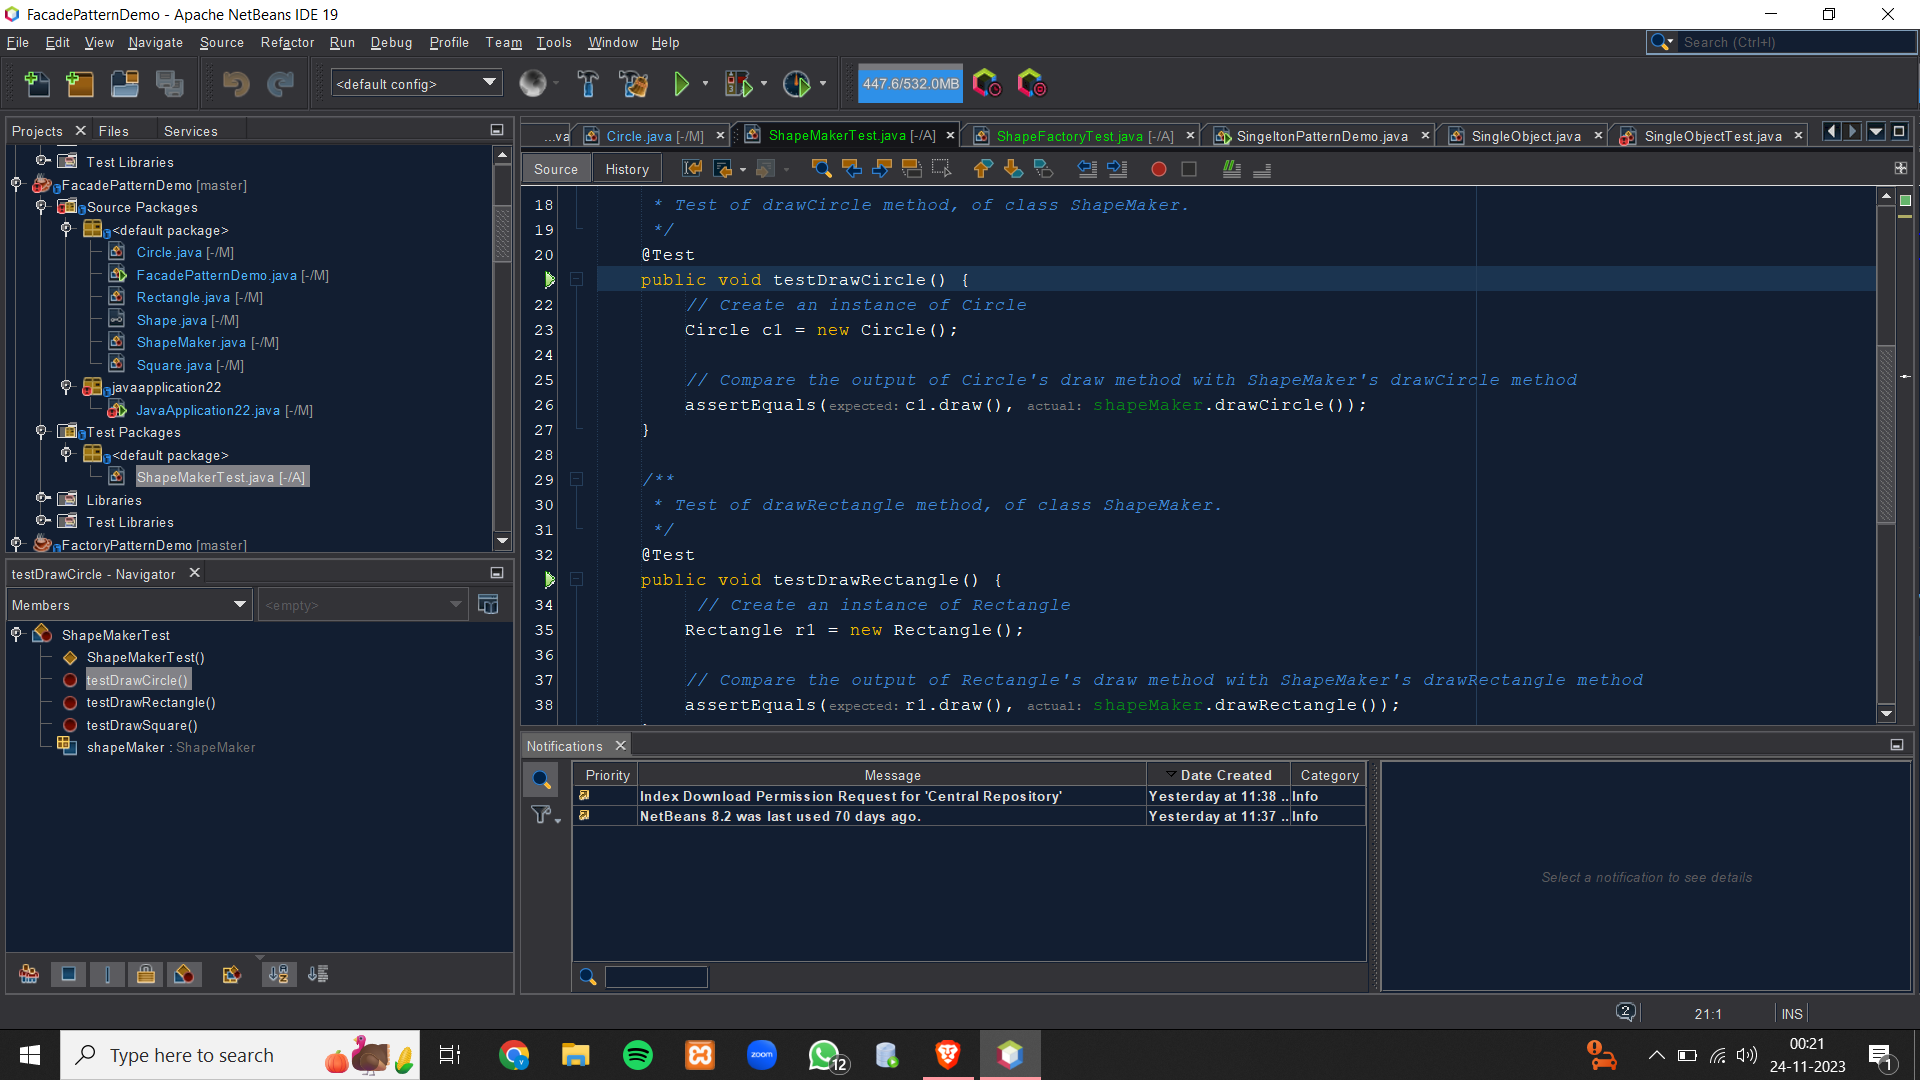 FacadePatternDemo - Apache NetBeans IDE 19
File Edit View Navigate Source Refactor Run Debug Profile Team Tools Window Help
Search (Ctrl+I)
<default config>
447.6/532.0MB
Projects Files Services
Test Libraries
FacadePatternDemo [master]
Source Packages
<default package>
Circle.java [-/M]
FacadePatternDemo.java [-/M]
Rectangle.java [-/M]
Shape.java [-/M]
ShapeMaker.java [-/M]
Square.java [-/M]
javaapplication22
JavaApplication22.java [-/M]
Test Packages
<default package>
ShapeMakerTest.java [-/A]
Libraries
Test Libraries
FactoryPatternDemo [master]
testDrawCircle - Navigator
Members
<empty>
ShapeMakerTest
ShapeMakerTest()
testDrawCircle()
testDrawRectangle()
testDrawSquare()
shapeMaker : ShapeMaker
...va Circle.java [-/M] ShapeMakerTest.java [-/A] ShapeFactoryTest.java [-/A] SingeltonPatternDemo.java SingleObject.java SingleObjectTest.java
Source History
18 * Test of drawCircle method, of class ShapeMaker.
19 */
20 @Test
public void testDrawCircle() {
22 // Create an instance of Circle
23 Circle c1 = new Circle();
24
25 // Compare the output of Circle's draw method with ShapeMaker's drawCircle method
26 assertEquals(expected: c1.draw(), actual: shapeMaker.drawCircle());
27 }
28
29 /**
30 * Test of drawRectangle method, of class ShapeMaker.
31 */
32 @Test
public void testDrawRectangle() {
34 // Create an instance of Rectangle
35 Rectangle r1 = new Rectangle();
36
37 // Compare the output of Rectangle's draw method with ShapeMaker's drawRectangle method
38 assertEquals(expected: r1.draw(), actual: shapeMaker.drawRectangle());
Notifications
Priority Message Date Created Category
Index Download Permission Request for 'Central Repository' Yesterday at 11:38 .. Info
NetBeans 8.2 was last used 70 days ago. Yesterday at 11:37 .. Info
Select a notification to see details
2
21:1
INS
Type here to search
zoom
12
00:21
24-11-2023
1